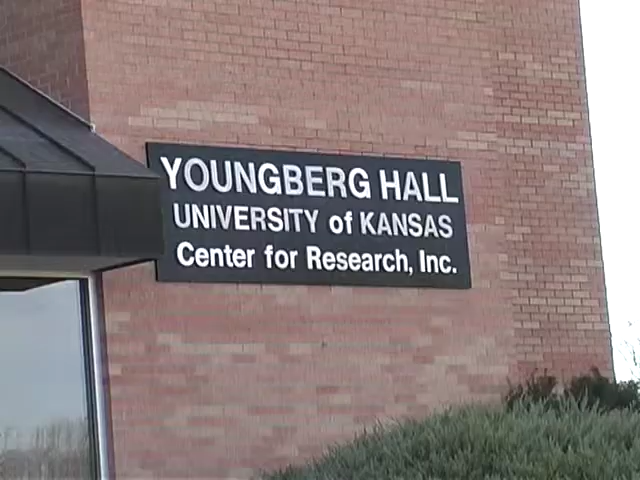 YOUNGBERG HALL
UNIVERSITY of KANSAS
Center for Research, Inc.